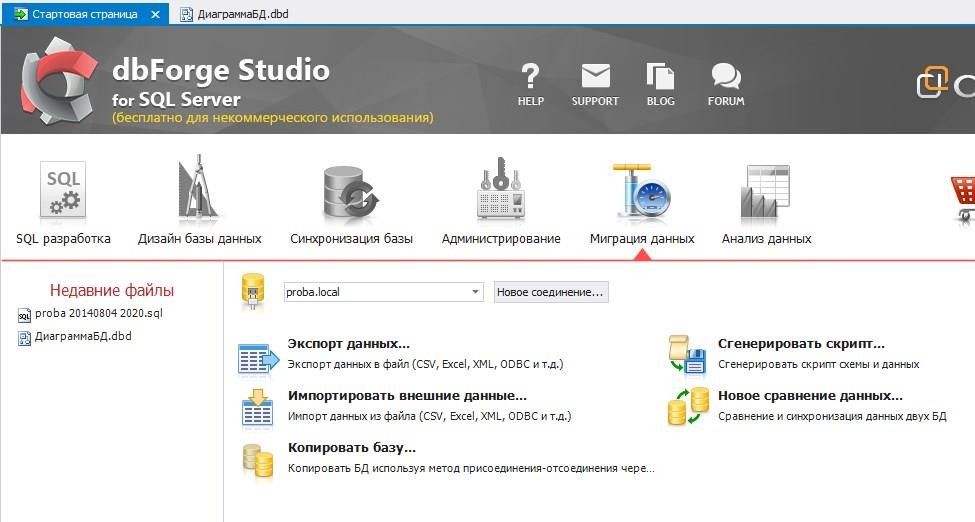 Стартовая страница
ДиаграммаБД.dbd
dbForge Studio
for SQL Server
(бесплатно для некоммерческого использования)
HELP
SUPPORT
BLOG
FORUM
SQL
SQL разработка
Дизайн базы данных
Синхронизация базы
Администрирование
Миграция данных
Анализ данных
Недавние файлы
proba 20140804 2020.sql
ДиаграммаБД.dbd
proba.local
Новое соединение...
Экспорт данных...
Экспорт данных в файл (CSV, Excel, XML, ODBC и т.д.)
Импортировать внешние данные...
Импорт данных из файла (CSV, Excel, XML, ODBC и т.д.)
Копировать базу...
Копировать БД используя метод присоединения-отсоединения чере...
Сгенерировать скрипт...
Сгенерировать скрипт схемы и данных
Новое сравнение данных...
Сравнение и синхронизация данных двух БД